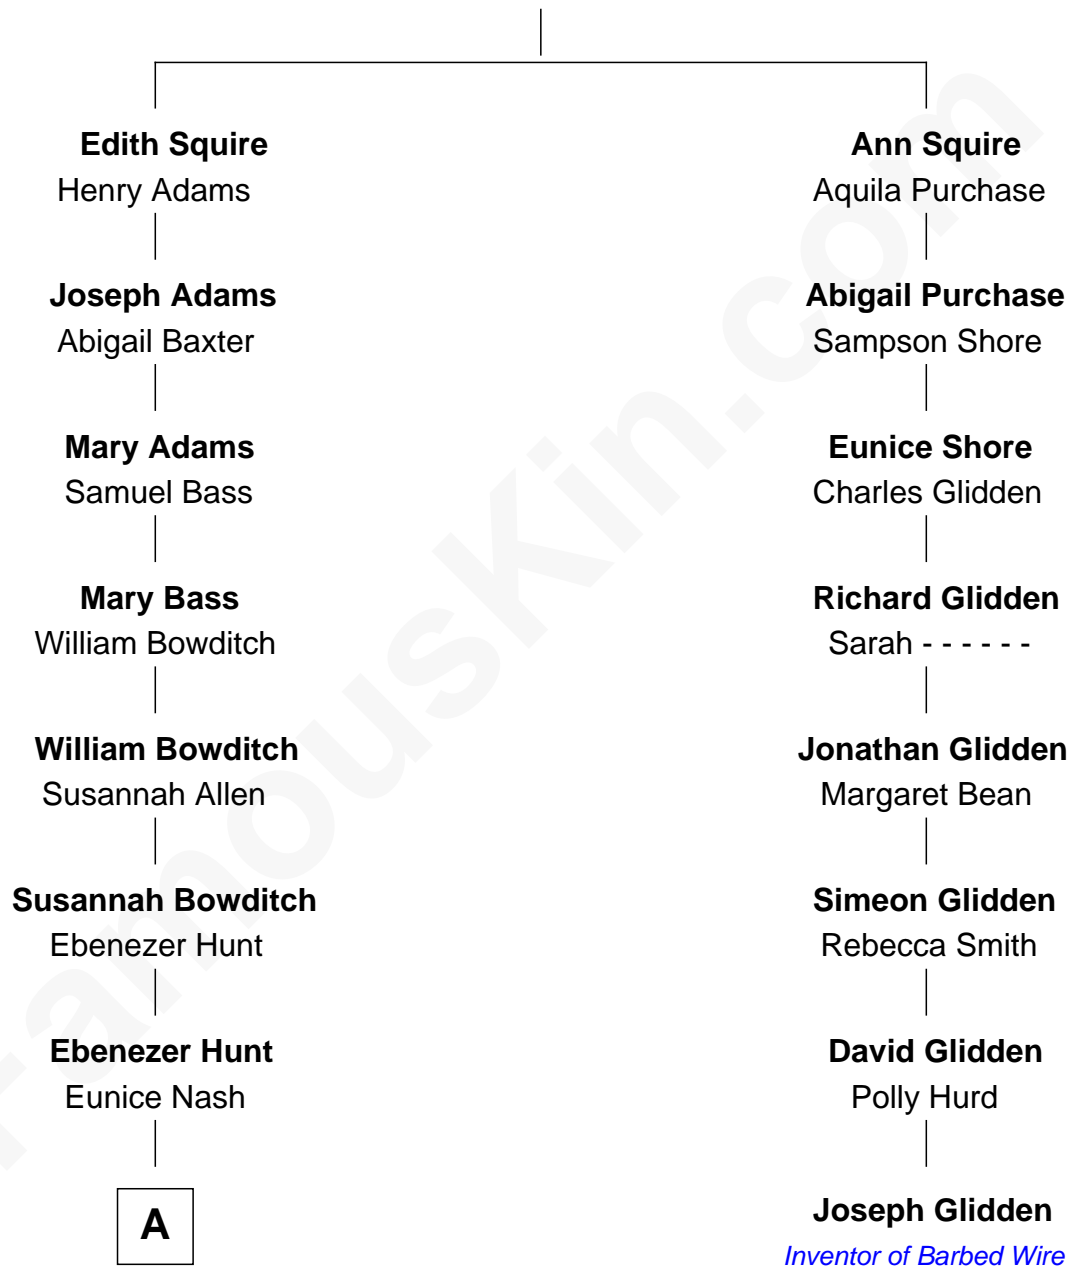 Edith Squire
Henry Adams
Joseph Adams
Abigail Baxter
Mary Adams
Samuel Bass
Mary Bass
William Bowditch
William Bowditch
Susannah Allen
Susannah Bowditch
Ebenezer Hunt
Ebenezer Hunt
Eunice Nash
A
Ann Squire
Aquila Purchase
Abigail Purchase
Sampson Shore
Eunice Shore
Charles Glidden
Richard Glidden
Sarah - - - - - -
Jonathan Glidden
Margaret Bean
Simeon Glidden
Rebecca Smith
David Glidden
Polly Hurd
Joseph Glidden
Inventor of Barbed Wire
FamousKin.com